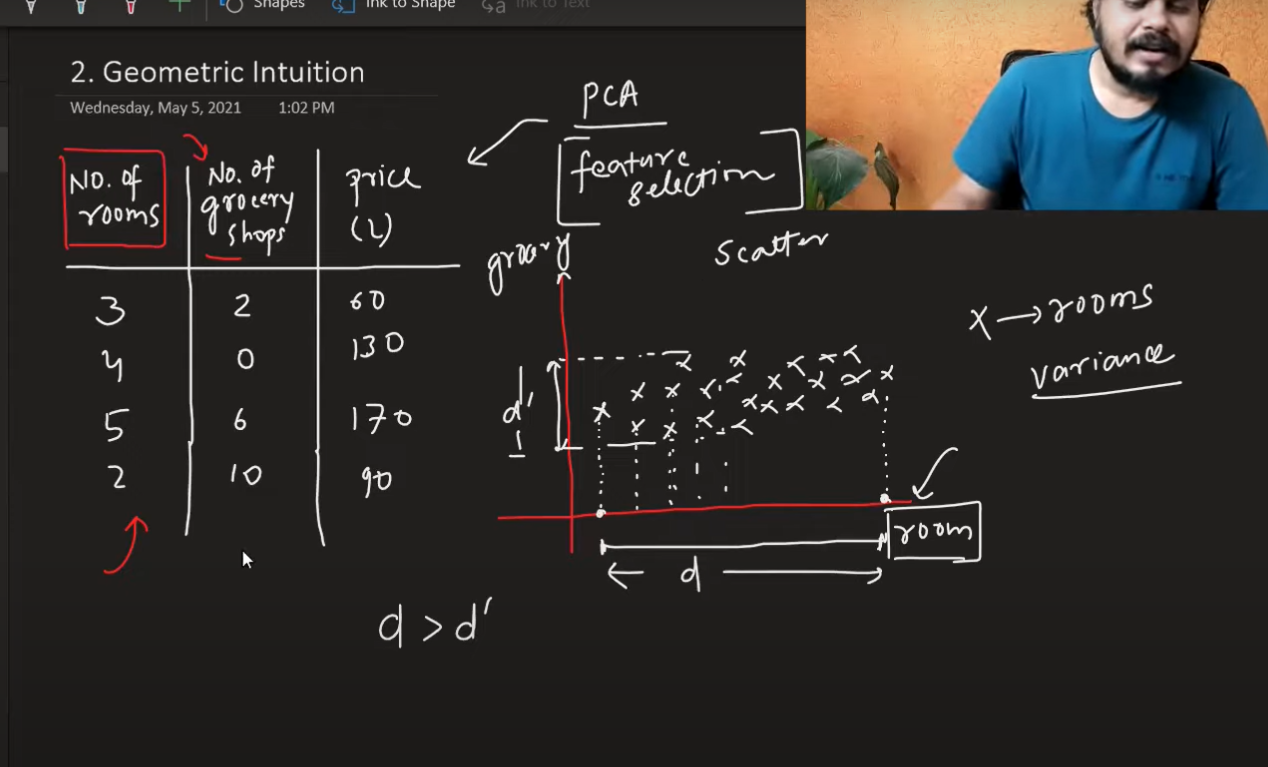 Shapes
Ink to Shape
Ink to Text
2. Geometric Intuition
Wednesday, May 5, 2021 1:02 PM
PCA
feature
selection
Scatter
No. of
rooms
No. of
grocery
shops
price
(L)
3 2 60
4 0 130
5 6 170
2 10 90
grocery
d'
X → rooms
variance
room
d
d > d'